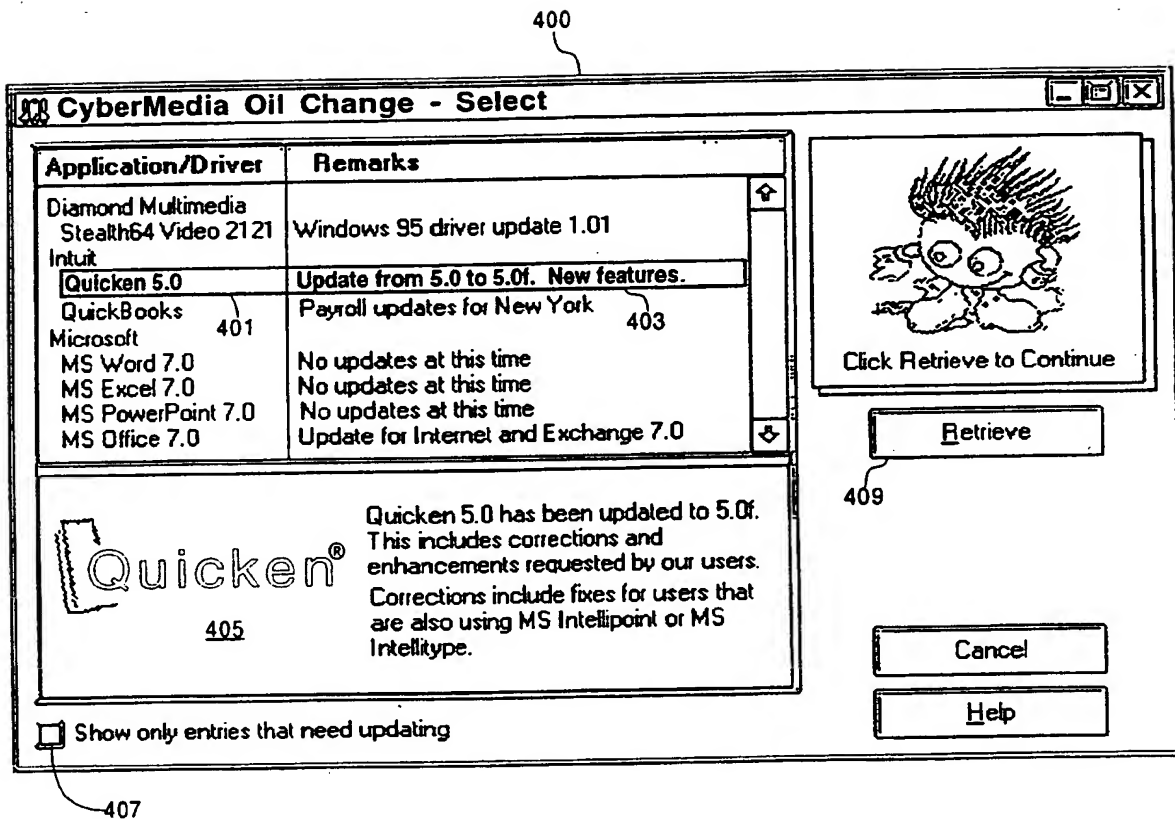 400
CyberMedia Oil Change - Select
Application/Driver Remarks
Diamond Multimedia
Stealth64 Video 2121 Windows 95 driver update 1.01
Intuit
Quicken 5.0 Update from 5.0 to 5.0f. New features.
QuickBooks Payroll updates for New York
401 403
Microsoft
MS Word 7.0 No updates at this time
MS Excel 7.0 No updates at this time
MS PowerPoint 7.0 No updates at this time
MS Office 7.0 Update for Internet and Exchange 7.0
Click Retrieve to Continue
Retrieve
409
Quicken®
405
Quicken 5.0 has been updated to 5.0f.
This includes corrections and
enhancements requested by our users.
Corrections include fixes for users that
are also using MS Intellipoint or MS
Intellitype.
Cancel
Help
Show only entries that need updating
407